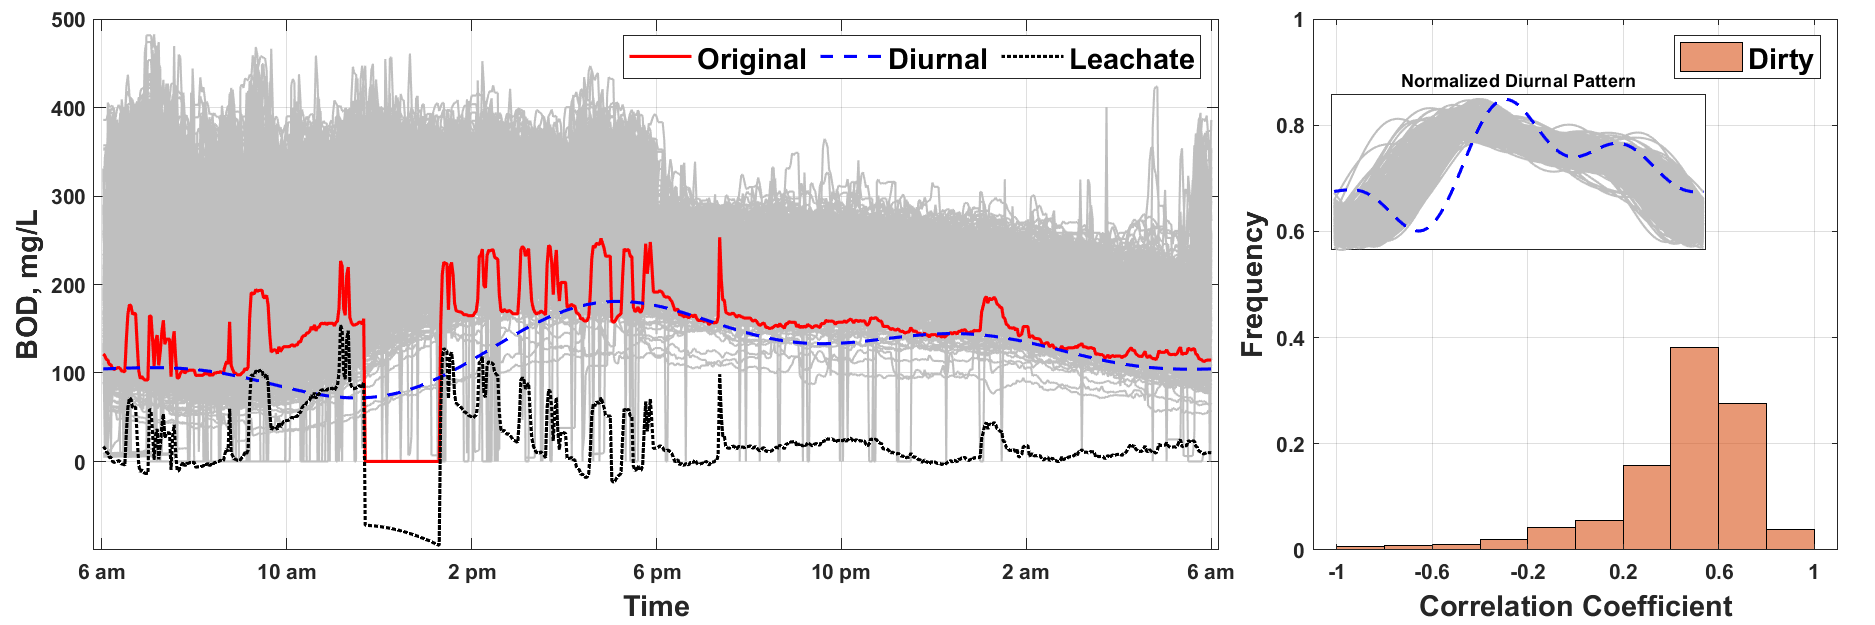 500
400
300
200
100
0
BOD, mg/L
Original Diurnal Leachate
6 am 10 am 2 pm 6 pm 10 pm 2 am 6 am
Time
1
0.8
0.6
0.4
0.2
0
Frequency
Dirty
Normalized Diurnal Pattern
-1 -0.6 -0.2 0.2 0.6 1
Correlation Coefficient